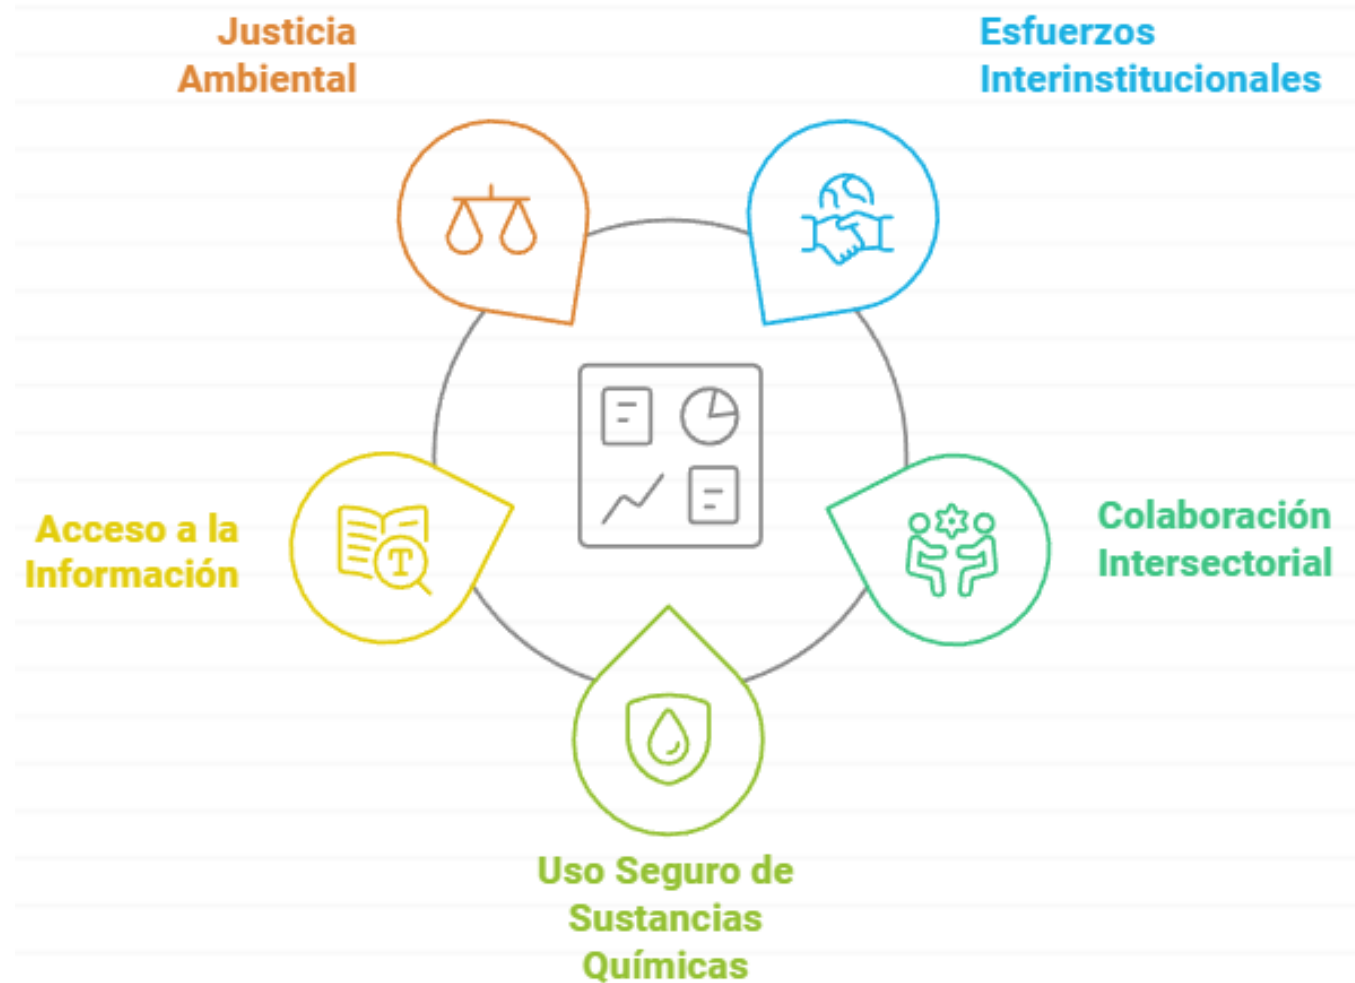 Justicia
Ambiental
Esfuerzos
Interinstitucionales
Acceso a la
Información
T
Colaboración
Intersectorial
Uso Seguro de
Sustancias
Químicas